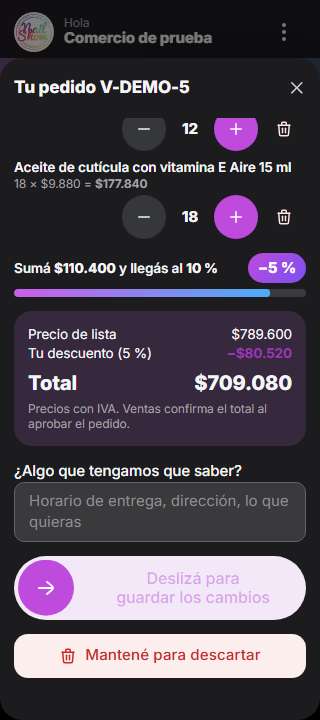 Nail Show
Hola
Comercio de prueba
Tu pedido V-DEMO-5
12
Aceite de cutícula con vitamina E Aire 15 ml
18 × $9.880 = $177.840
18
Sumá $110.400 y llegás al 10 %
−5 %
Precio de lista
$789.600
Tu descuento (5 %)
−$80.520
Total
$709.080
Precios con IVA. Ventas confirma el total al
aprobar el pedido.
¿Algo que tengamos que saber?
Horario de entrega, dirección, lo que
quieras
Deslizá para
guardar los cambios
Mantené para descartar